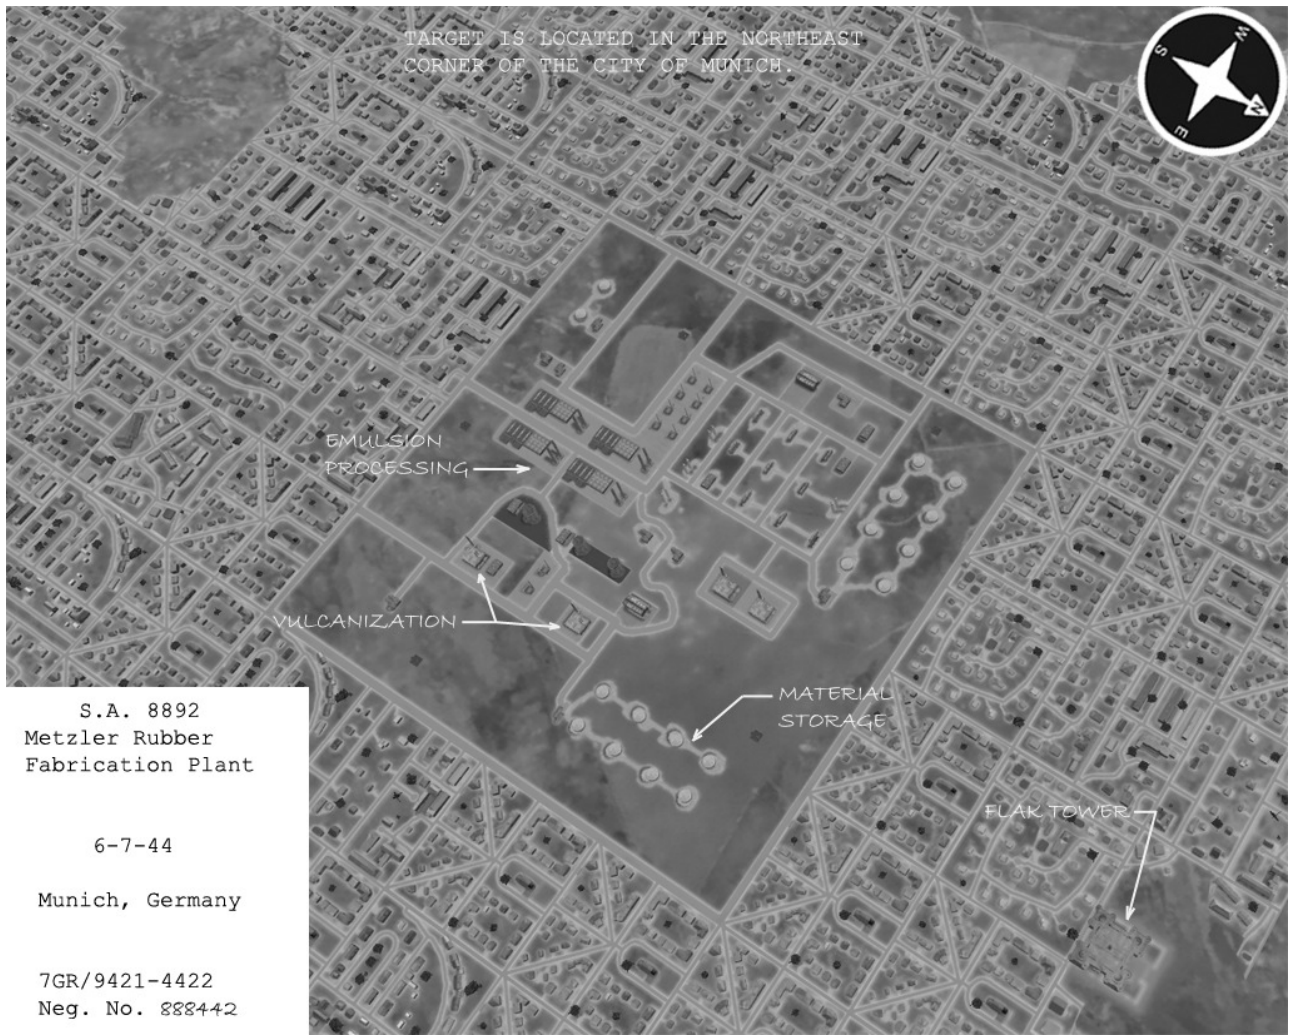 TARGET IS LOCATED IN THE NORTHEAST
CORNER OF THE CITY OF MUNICH.
W
S
N
E
EMULSION
PROCESSING
VULCANIZATION
MATERIAL
STORAGE
FLAK TOWER
S.A. 8892
Metzler Rubber
Fabrication Plant
6-7-44
Munich, Germany
7GR/9421-4422
Neg. No. 888442